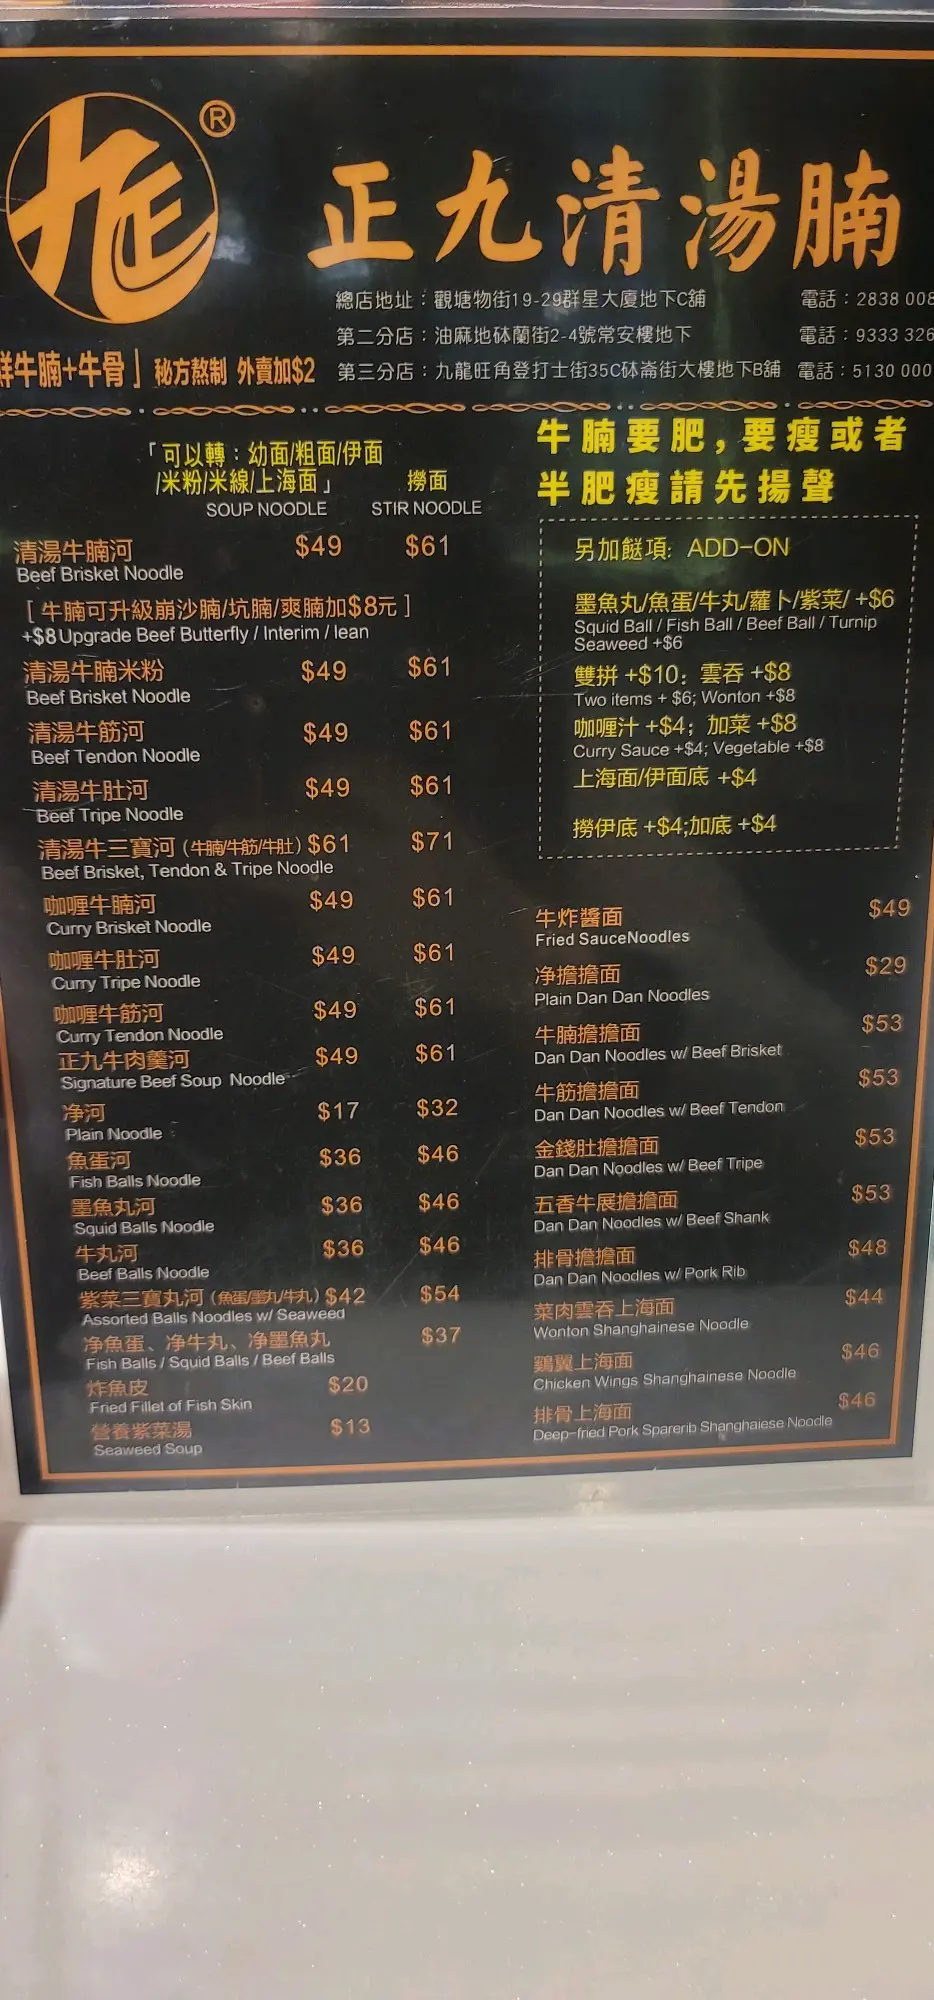 ®
正九清湯腩
總店地址：觀塘物街19-29群星大廈地下C舖 電話：2838 008
第二分店：油麻地砵蘭街2-4號常安樓地下 電話：9333 326
第三分店：九龍旺角登打士街35C砵崙街大樓地下B舖 電話：5130 000
鮮牛腩+牛骨」秘方熬制 外賣加$2
「可以轉：幼面/粗面/伊面
/米粉/米線/上海面」 撈面
SOUP NOODLE STIR NOODLE
清湯牛腩河 $49 $61
Beef Brisket Noodle
[ 牛腩可升級崩沙腩/坑腩/爽腩加$8元 ]
+$8Upgrade Beef Butterfly / Interim / lean
清湯牛腩米粉 $49 $61
Beef Brisket Noodle
清湯牛筋河 $49 $61
Beef Tendon Noodle
清湯牛肚河 $49 $61
Beef Tripe Noodle
清湯牛三寶河 (牛腩/牛筋/牛肚) $61 $71
Beef Brisket, Tendon & Tripe Noodle
咖喱牛腩河 $49 $61
Curry Brisket Noodle
咖喱牛肚河 $49 $61
Curry Tripe Noodle
咖喱牛筋河 $49 $61
Curry Tendon Noodle
正九牛肉羹河 $49 $61
Signature Beef Soup Noodle
净河 $17 $32
Plain Noodle
魚蛋河 $36 $46
Fish Balls Noodle
墨魚丸河 $36 $46
Squid Balls Noodle
牛丸河 $36 $46
Beef Balls Noodle
紫菜三寶丸河 (魚蛋/墨丸/牛丸) $42 $54
Assorted Balls Noodles w/ Seaweed
净魚蛋、净牛丸、净墨魚丸 $37
Fish Balls / Squid Balls / Beef Balls
炸魚皮 $20
Fried Fillet of Fish Skin
營養紫菜湯 $13
Seaweed Soup
牛腩要肥，要瘦或者
半肥瘦請先揚聲
另加餸項: ADD-ON
墨魚丸/魚蛋/牛丸/蘿卜/紫菜/ +$6
Squid Ball / Fish Ball / Beef Ball / Turnip
Seaweed +$6
雙拼 +$10; 雲吞 +$8
Two items + $6; Wonton +$8
咖喱汁 +$4; 加菜 +$8
Curry Sauce +$4; Vegetable +$8
上海面/伊面底 +$4
撈伊底 +$4;加底 +$4
牛炸醬面 $49
Fried SauceNoodles
净擔擔面 $29
Plain Dan Dan Noodles
牛腩擔擔面 $53
Dan Dan Noodles w/ Beef Brisket
牛筋擔擔面 $53
Dan Dan Noodles w/ Beef Tendon
金錢肚擔擔面 $53
Dan Dan Noodles w/ Beef Tripe
五香牛展擔擔面 $53
Dan Dan Noodles w/ Beef Shank
排骨擔擔面 $48
Dan Dan Noodles w/ Pork Rib
菜肉雲吞上海面 $44
Wonton Shanghainese Noodle
鷄翼上海面 $46
Chicken Wings Shanghainese Noodle
排骨上海面 $46
Deep-fried Pork Sparerib Shanghaiese Noodle